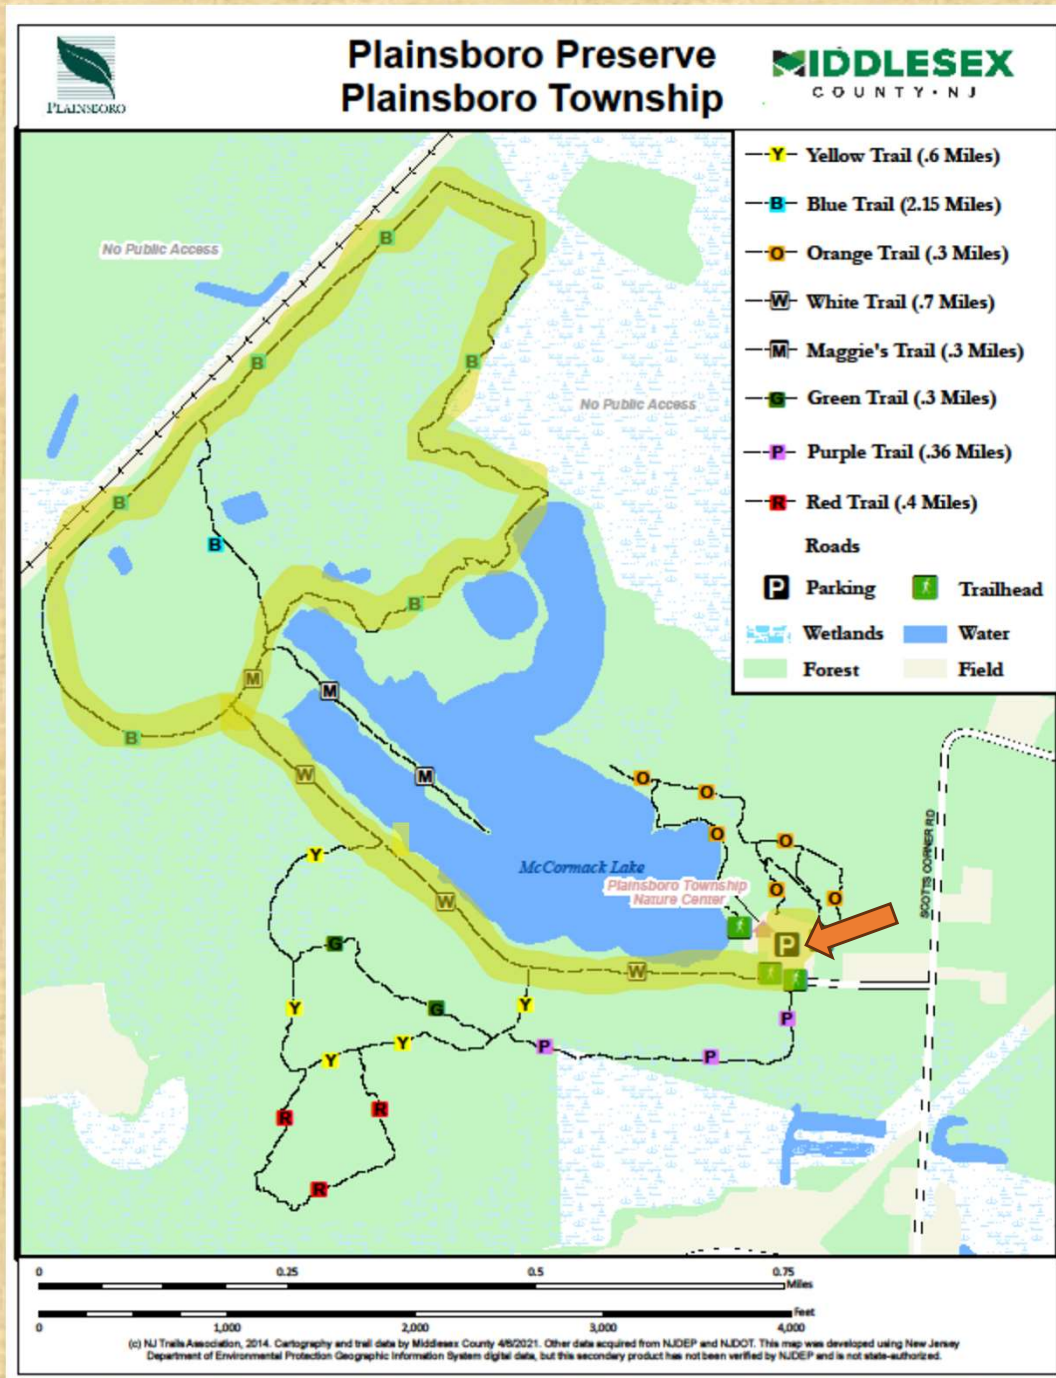 PLAINSBORO
Plainsboro Preserve
Plainsboro Township
MIDDLESEX
COUNTY·NJ
Y Yellow Trail (.6 Miles)
B Blue Trail (2.15 Miles)
O Orange Trail (.3 Miles)
W White Trail (.7 Miles)
M Maggie's Trail (.3 Miles)
G Green Trail (.3 Miles)
P Purple Trail (.36 Miles)
R Red Trail (.4 Miles)
Roads
P Parking
Trailhead
Wetlands
Water
Forest
Field
No Public Access
B
B
B
B
No Public Access
B
B
B
M
M
B
W
M
O
O
O
O
Y
McCormack Lake
SCOTTS CORNER RD
Plainsboro Township
Nature Center
O
O
W
G
P
W
Y
G
Y
P
Y
Y
P
P
R
R
R
0 0.25 0.5 0.75
Miles
Feet
0 1,000 2,000 3,000 4,000
(c) NJ Trails Association, 2014. Cartography and trail data by Middlesex County 4/6/2021. Other data acquired from NJDEP and NJDOT. This map was developed using New Jersey
Department of Environmental Protection Geographic Information System digital data, but this secondary product has not been verified by NJDEP and is not state-authorized.